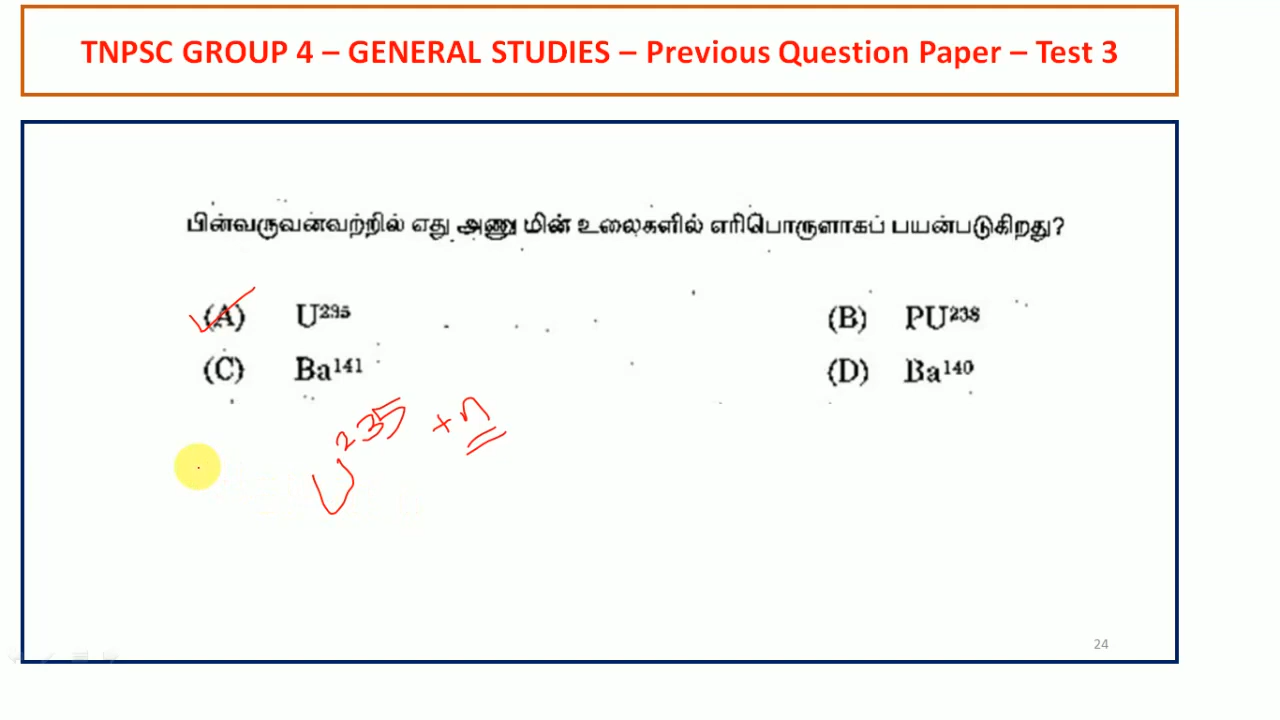 TNPSC GROUP 4 – GENERAL STUDIES – Previous Question Paper – Test 3
பின்வருவனவற்றில் எது அணு மின் உலைகளில் எரிபொருளாகப் பயன்படுகிறது?
(A) U²³⁵ (B) PU²³⁸
(C) Ba¹⁴¹ (D) Ba¹⁴⁰
U²³⁵ + n
24